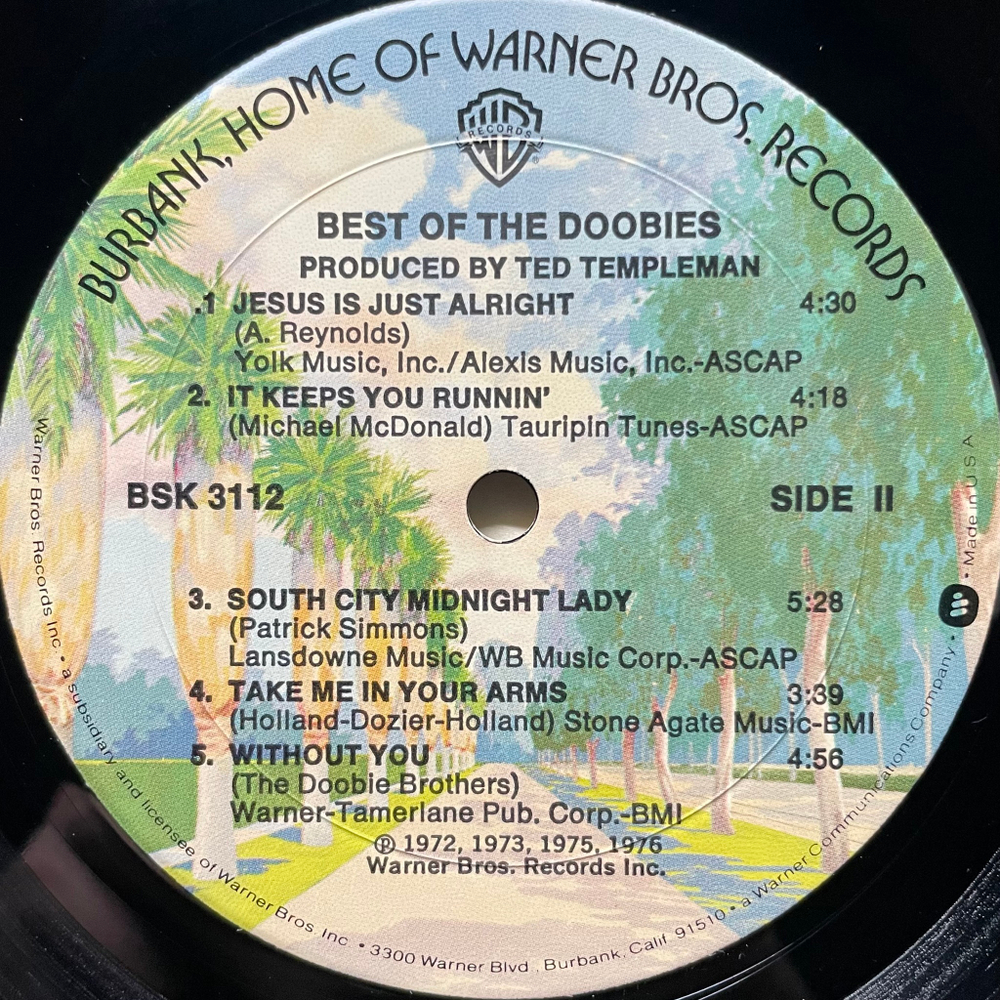 BURBANK, HOME OF WARNER BROS. RECORDS
W
RECORDS
®
BEST OF THE DOOBIES
PRODUCED BY TED TEMPLEMAN
.1 JESUS IS JUST ALRIGHT 4:30
(A. Reynolds)
Yolk Music, Inc./Alexis Music, Inc.-ASCAP
2. IT KEEPS YOU RUNNIN' 4:18
(Michael McDonald) Tauripin Tunes-ASCAP
BSK 3112 SIDE II
3. SOUTH CITY MIDNIGHT LADY 5:28
(Patrick Simmons)
Lansdowne Music/WB Music Corp.-ASCAP
4. TAKE ME IN YOUR ARMS 3:39
(Holland-Dozier-Holland) Stone Agate Music-BMI
5. WITHOUT YOU 4:56
(The Doobie Brothers)
Warner-Tamerlane Pub. Corp.-BMI
℗ 1972, 1973, 1975, 1976
Warner Bros. Records Inc.
Warner Bros. Records Inc. • a subsidiary and licensee of Warner Bros. Inc. • 3300 Warner Blvd., Burbank, Calif. 91510 • a Warner Communications Company • Made in U S A